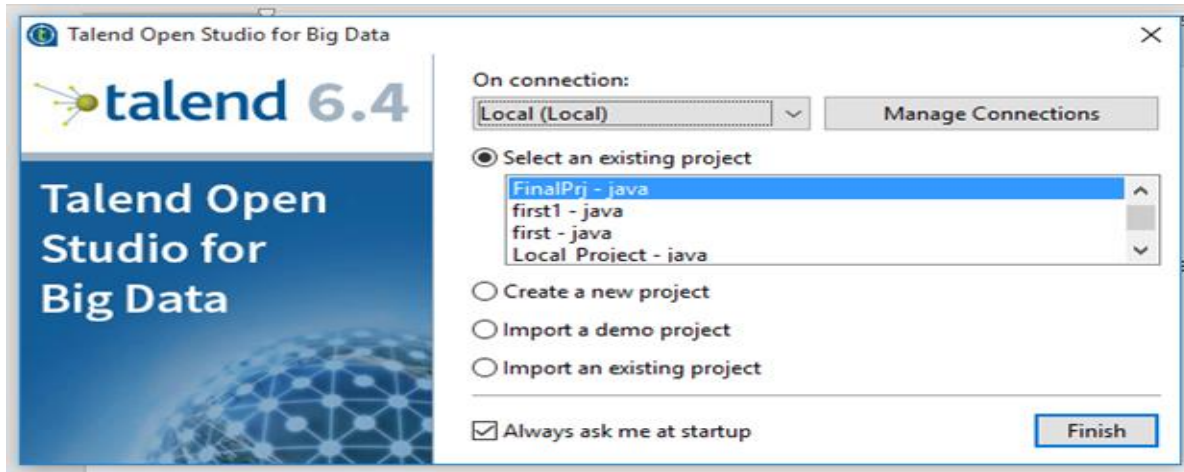 Talend Open Studio for Big Data
talend 6.4
Talend Open
Studio for
Big Data
On connection:
Local (Local)
Manage Connections
Select an existing project
FinalPrj - java
first1 - java
first - java
Local Project - java
Create a new project
Import a demo project
Import an existing project
Always ask me at startup
Finish